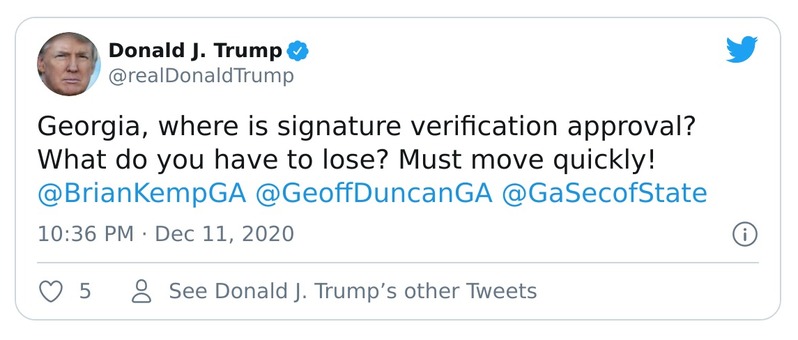 Donald J. Trump
@realDonaldTrump
Georgia, where is signature verification approval?
What do you have to lose? Must move quickly!
@BrianKempGA @GeoffDuncanGA @GaSecofState
10:36 PM · Dec 11, 2020
5 See Donald J. Trump’s other Tweets